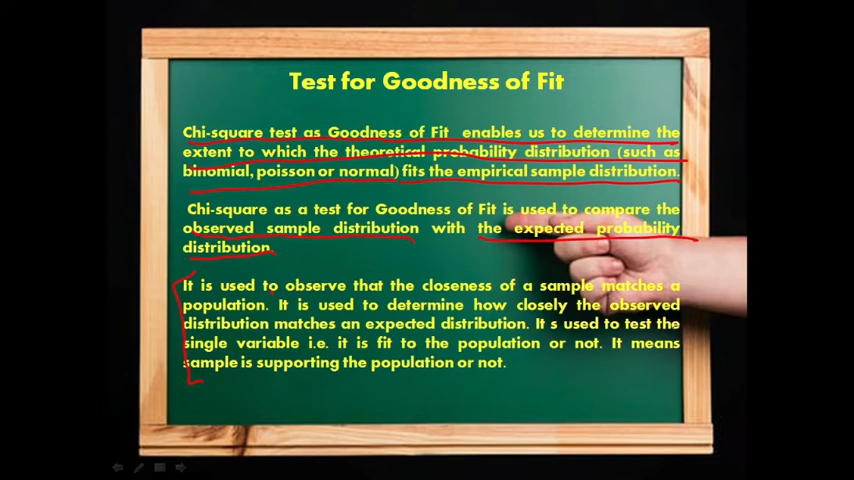 Test for Goodness of Fit
Chi-square test as Goodness of Fit enables us to determine the
extent to which the theoretical probability distribution (such as
binomial, poisson or normal) fits the empirical sample distribution.
Chi-square as a test for Goodness of Fit is used to compare the
observed sample distribution with the expected probability
distribution.
It is used to observe that the closeness of a sample matches a
population. It is used to determine how closely the observed
distribution matches an expected distribution. It s used to test the
single variable i.e. it is fit to the population or not. It means
sample is supporting the population or not.